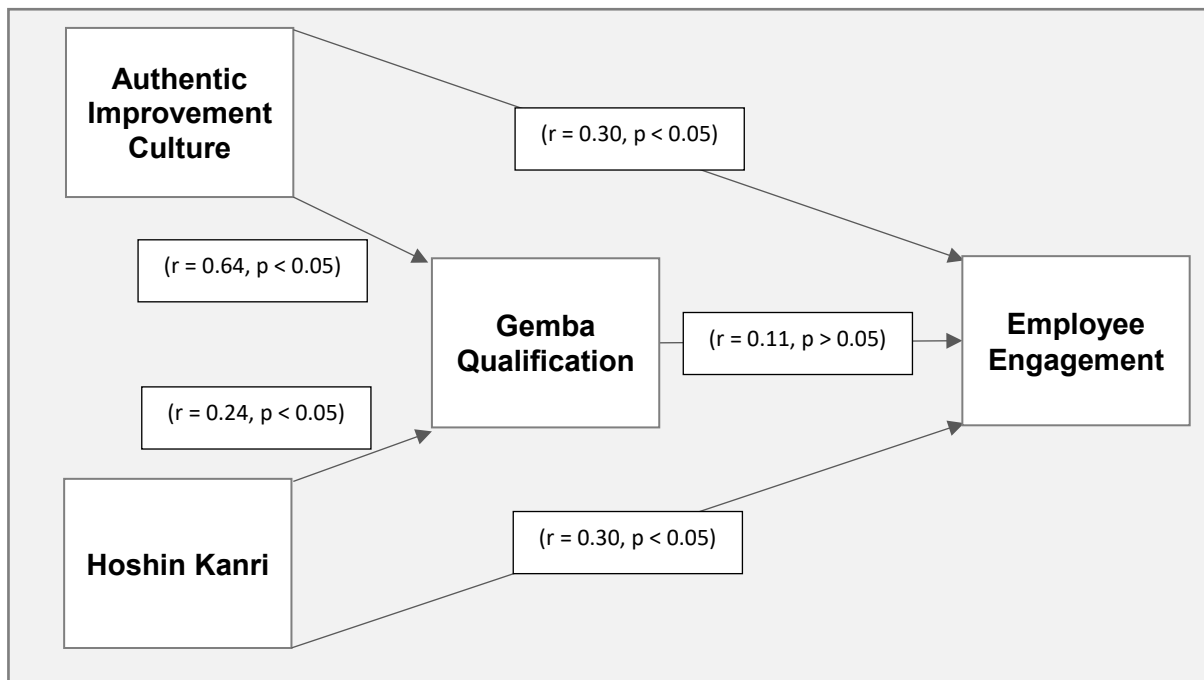 Authentic
Improvement
Culture
(r = 0.30, p < 0.05)
(r = 0.64, p < 0.05)
Gemba
Qualification
(r = 0.11, p > 0.05)
Employee
Engagement
(r = 0.24, p < 0.05)
Hoshin Kanri
(r = 0.30, p < 0.05)